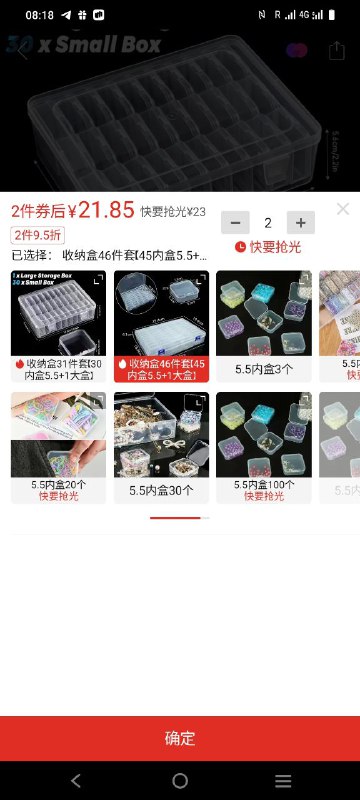 08:18
R 4G
30 x Small Box
5.4cm/2.2in
2件券后¥21.85 快要抢光¥23
2件9.5折
2
快要抢光
已选择： 收纳盒46件套【45内盒5.5+...
1 x Large Storage Box
30 x Small Box
收纳盒31件套【30
内盒5.5+1大盒】
收纳盒46件套【45
内盒5.5+1大盒】
5.5内盒3个
5.5内
快要
5.5内盒20个
快要抢光
5.5内盒30个
5.5内盒100个
快要抢光
5.5内
确定